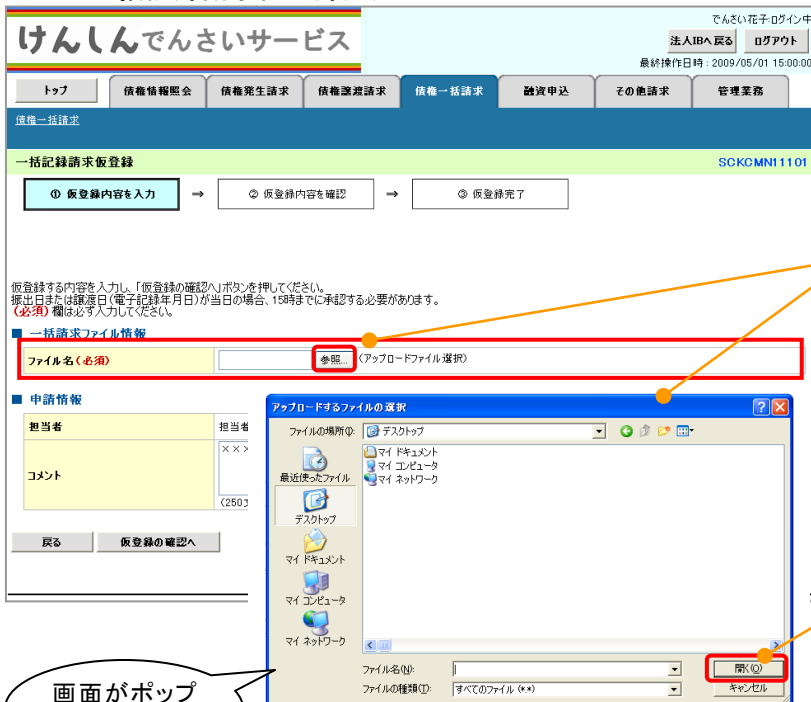 でんさい花子:ログイン中
けんしんでんさいサービス
法人IBへ戻る ログアウト
最終操作日時:2009/05/01 15:00:00
トップ 債権情報照会 債権発生請求 債権譲渡請求 債権一括請求 融資申込 その他請求 管理業務
債権一括請求
一括記録請求仮登録 SCKCMN11101
① 仮登録内容を入力 ⇒ ② 仮登録内容を確認 ⇒ ③ 仮登録完了
仮登録する内容を入力し、「仮登録の確認へ」ボタンを押してください。
振出日または譲渡日(電子記録年月日)が当日の場合、15時までに承認する必要があります。
(必須)欄は必ず入力してください。
■ 一括請求ファイル情報
ファイル名(必須) 参照... (アップロードファイル選択)
■ 申請情報
担当者 担当者
コメント ×××
(250文
戻る 仮登録の確認へ
アップロードするファイルの選択
ファイルの場所(I): デスクトップ
マイ ドキュメント
マイ コンピュータ
マイ ネットワーク
最近使ったファイル
デスクトップ
マイ ドキュメント
マイ コンピュータ
マイ ネットワーク
ファイル名(N): 開く(O)
ファイルの種類(T): すべてのファイル (*.*) キャンセル
画面がポップ